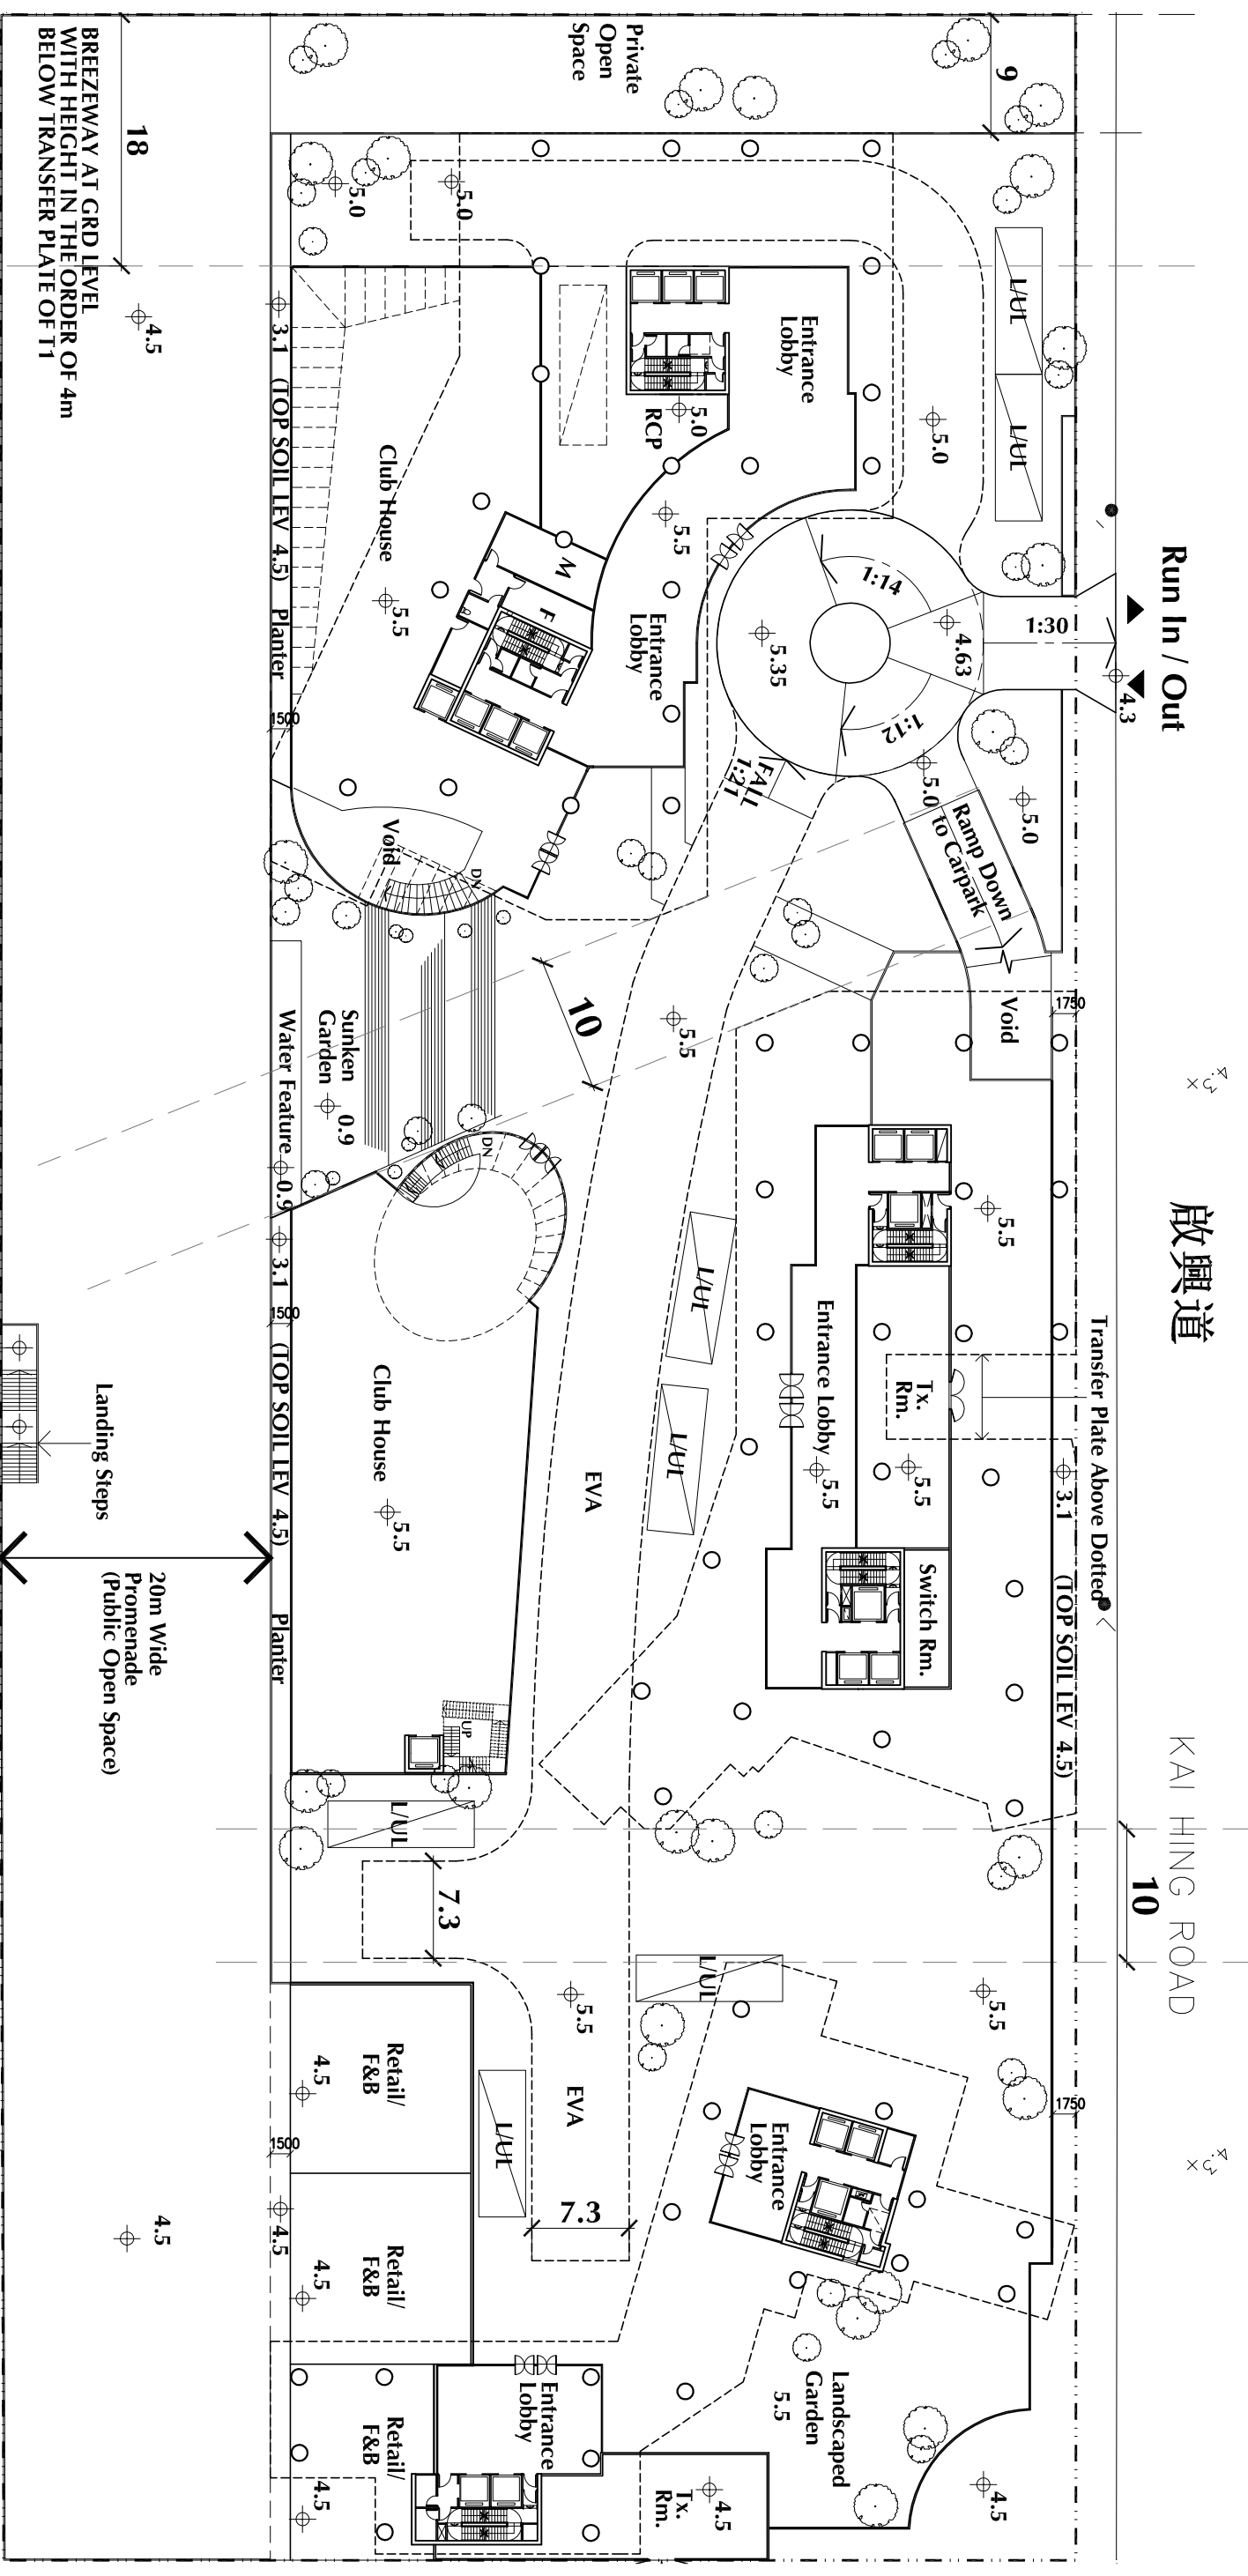 Run In / Out
4.3
啟興道
KAI HING ROAD
4.3x
4.3x
10
Transfer Plate Above Dotted
9
L/UL
L/UL
1:30
5.0
1750
3.1 (TOP SOIL LEV 4.5)
1750
Private
Open
Space
5.0
1:14
4.63
1:12
5.35
5.0
Ramp Down
to Carpark
Void
5.5
5.5
4.5
Entrance
Lobby
RCP
5.0
5.5
Entrance
Lobby
FALL
1:21
Entrance Lobby
5.5
Tx.
Rm.
5.5
Switch Rm.
Entrance
Lobby
Landscaped
Garden
5.5
Tx.
Rm.
4.5
5.5
10
L/UL
L/UL
L/UL
EVA
5.5
EVA
7.3
5.0
5.0
M
F
Club House
5.5
Void
DN
DN
UP
Club House
5.5
L/UL
7.3
L/UL
Entrance
Lobby
Sunken
Garden
0.9
Water Feature
0.9
Retail/
F&B
4.5
Retail/
F&B
4.5
Retail/
F&B
4.5
3.1 (TOP SOIL LEV 4.5) Planter
1500
3.1 (TOP SOIL LEV 4.5) Planter
1500
1500
4.5
18
4.5
BREEZEWAY AT GRD LEVEL
WITH HEIGHT IN THE ORDER OF 4m
BELOW TRANSFER PLATE OF T1
Landing Steps
20m Wide
Promenade
(Public Open Space)
4.5